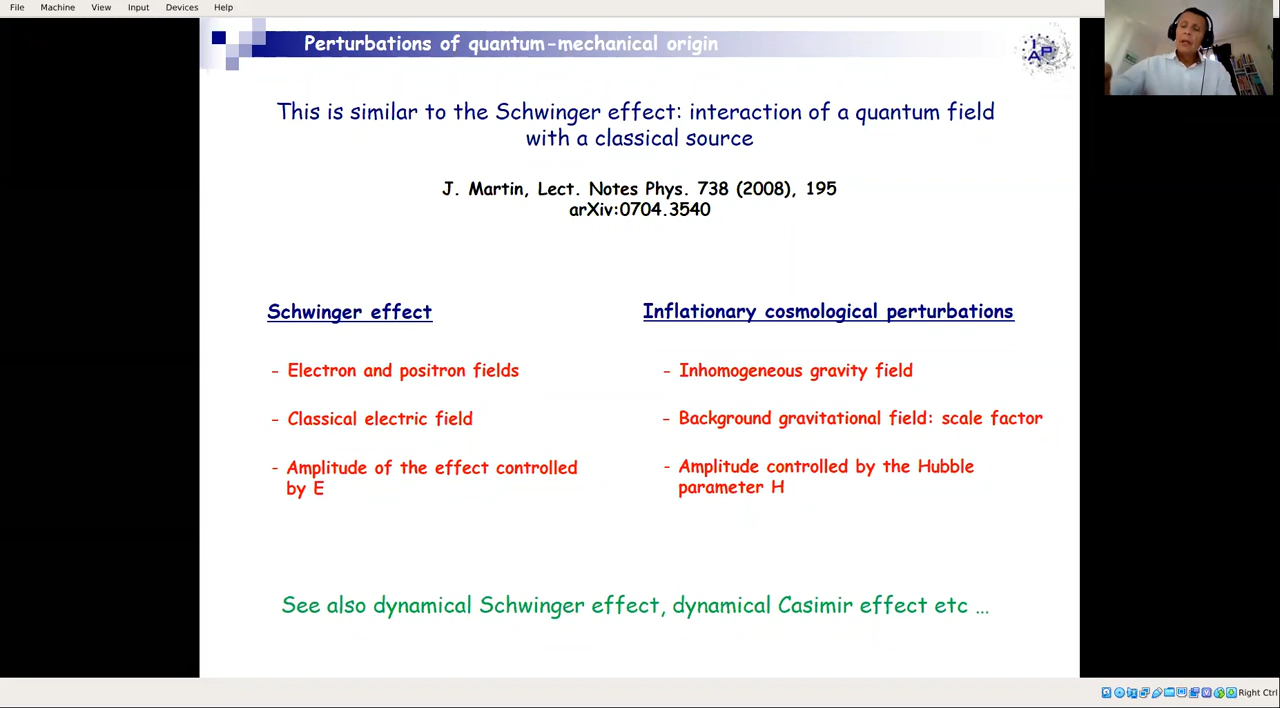 File Machine View Input Devices Help
Perturbations of quantum-mechanical origin
IAP
This is similar to the Schwinger effect: interaction of a quantum field
with a classical source
J. Martin, Lect. Notes Phys. 738 (2008), 195
arXiv:0704.3540
Schwinger effect
- Electron and positron fields
- Classical electric field
- Amplitude of the effect controlled
by E
Inflationary cosmological perturbations
- Inhomogeneous gravity field
- Background gravitational field: scale factor
- Amplitude controlled by the Hubble
parameter H
See also dynamical Schwinger effect, dynamical Casimir effect etc ...
Right Ctrl